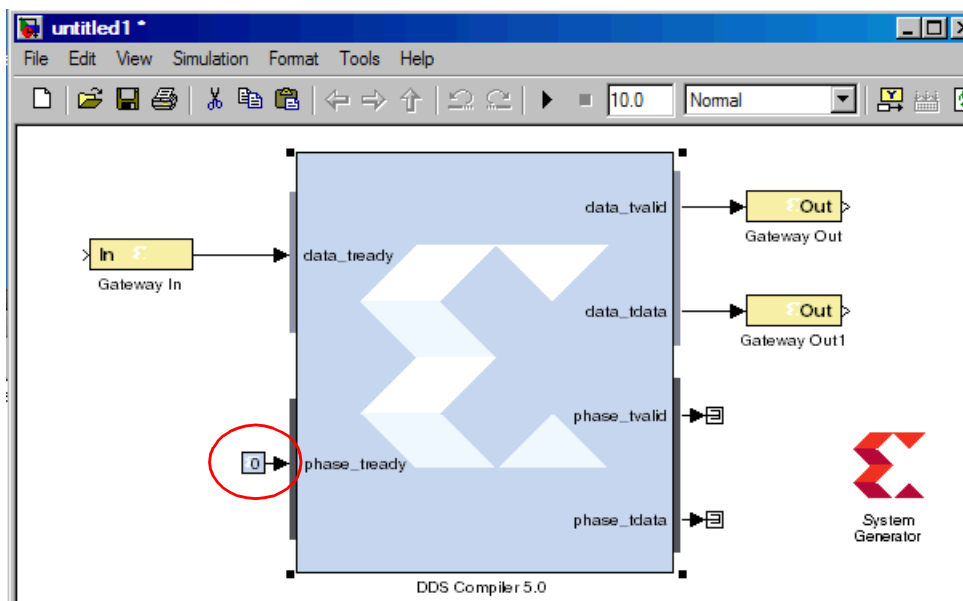 untitled1 *
File Edit View Simulation Format Tools Help
10.0 Normal
data_tvalid
Out
Gateway Out
In
Gateway In
data_tready
data_tdata
Out
Gateway Out1
phase_tvalid
0
phase_tready
phase_tdata
System
Generator
DDS Compiler 5.0